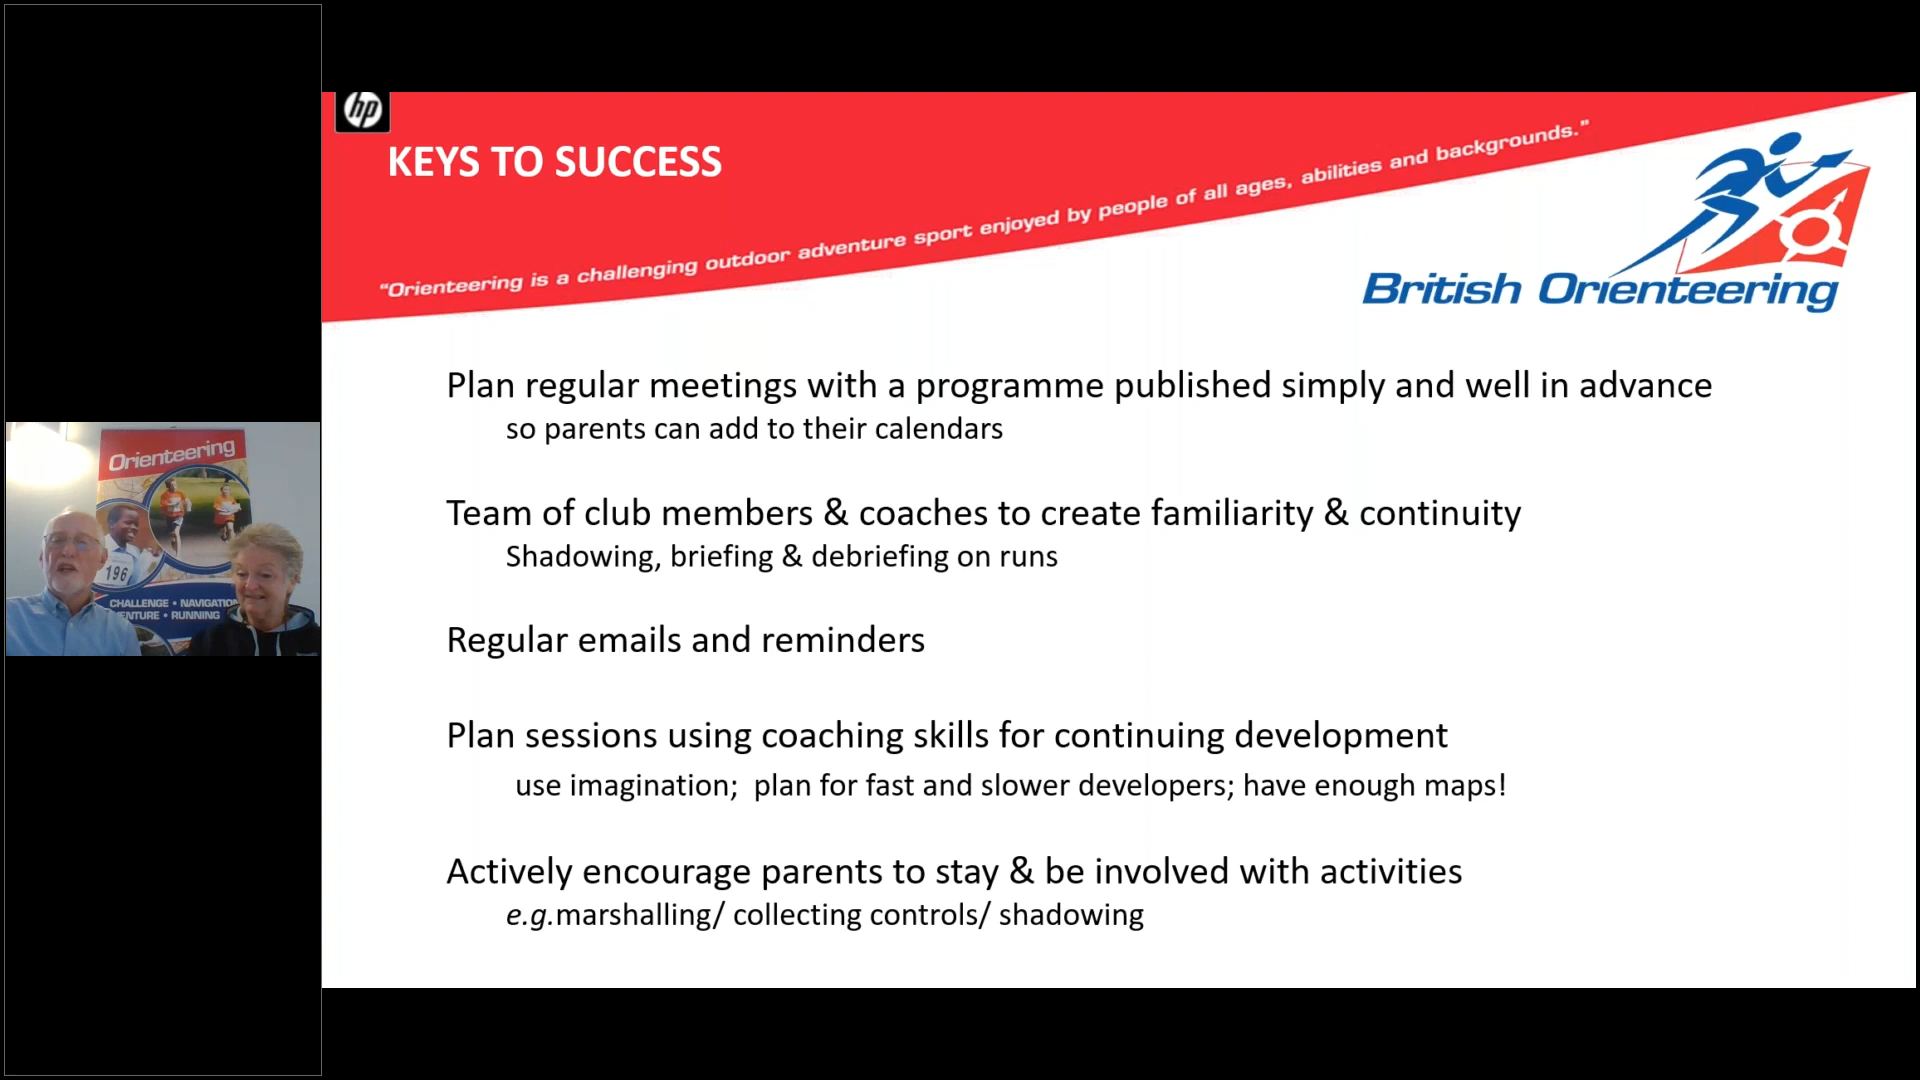 hp
KEYS TO SUCCESS
“Orienteering is a challenging outdoor adventure sport enjoyed by people of all ages, abilities and backgrounds.”
British Orienteering
Plan regular meetings with a programme published simply and well in advance
so parents can add to their calendars
Team of club members & coaches to create familiarity & continuity
Shadowing, briefing & debriefing on runs
Regular emails and reminders
Plan sessions using coaching skills for continuing development
use imagination; plan for fast and slower developers; have enough maps!
Actively encourage parents to stay & be involved with activities
e.g.marshalling/ collecting controls/ shadowing
Orienteering
196
CHALLENGE • NAVIGATION
ENTURE • RUNNING